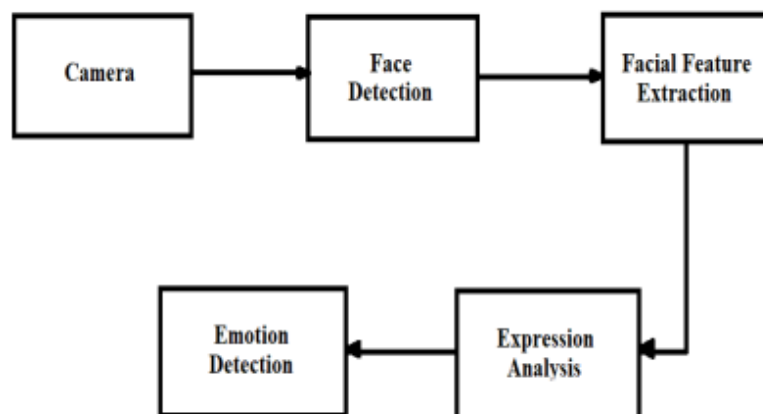 Camera
Face
Detection
Facial Feature
Extraction
Emotion
Detection
Expression
Analysis